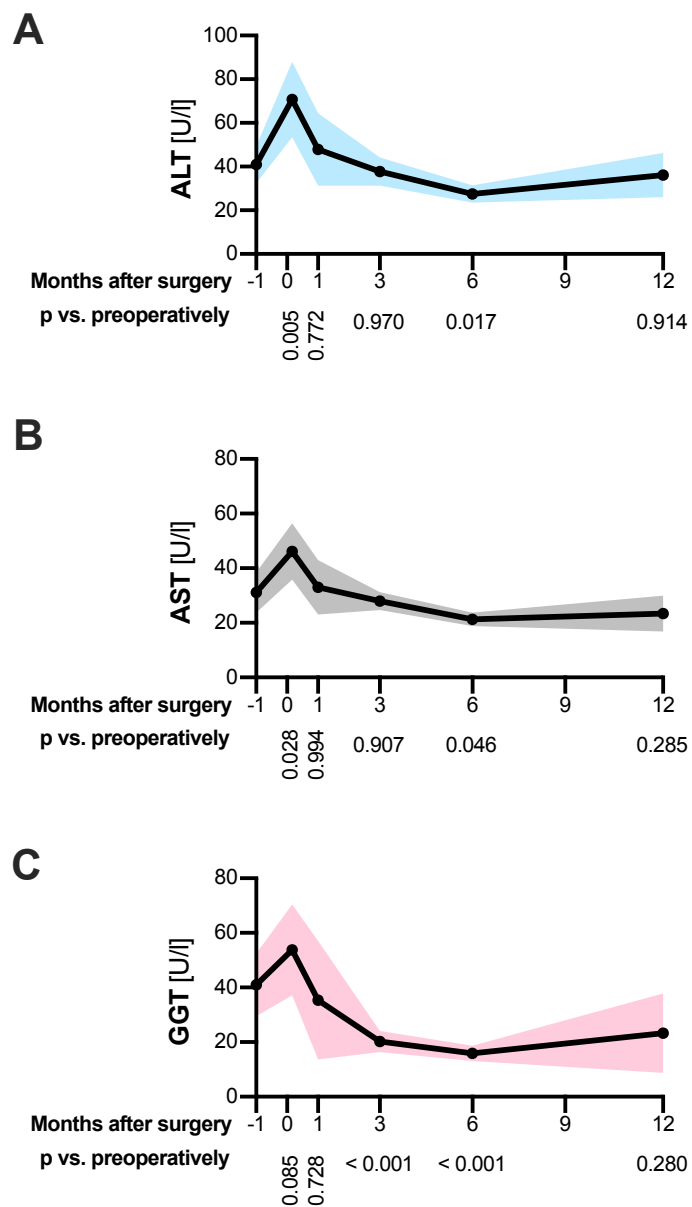 A
100
80
60
40
20
0
ALT [U/l]
Months after surgery -1 0 1 3 6 9 12
p vs. preoperatively 0.005 0.772 0.970 0.017 0.914
B
80
60
40
20
0
AST [U/l]
Months after surgery -1 0 1 3 6 9 12
p vs. preoperatively 0.028 0.994 0.907 0.046 0.285
C
80
60
40
20
0
GGT [U/l]
Months after surgery -1 0 1 3 6 9 12
p vs. preoperatively 0.085 0.728 < 0.001 < 0.001 0.280